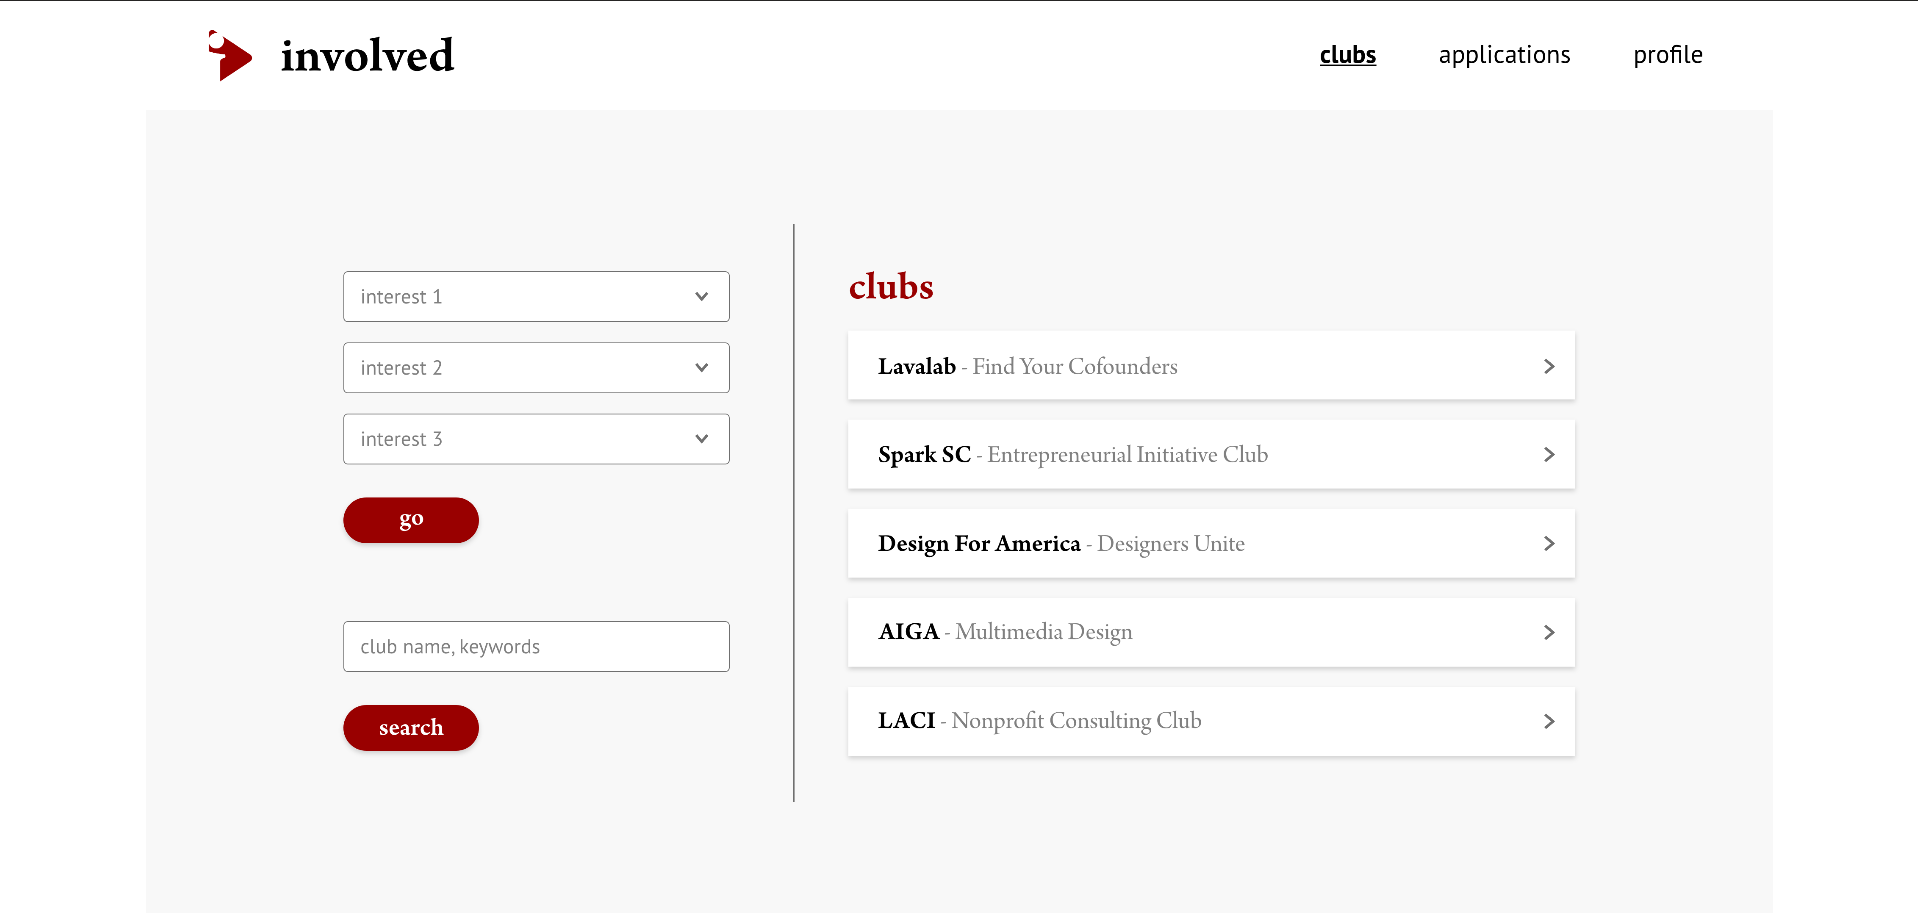 involved
clubs
applications
profile
interest 1
interest 2
interest 3
go
club name, keywords
search
clubs
Lavalab - Find Your Cofounders
Spark SC - Entrepreneurial Initiative Club
Design For America - Designers Unite
AIGA - Multimedia Design
LACI - Nonprofit Consulting Club